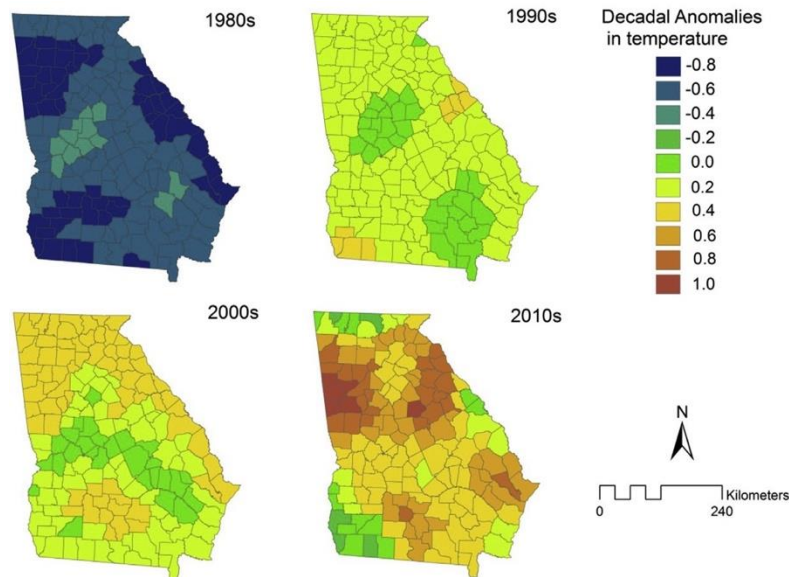 1980s
1990s
Decadal Anomalies
in temperature
-0.8
-0.6
-0.4
-0.2
0.0
0.2
0.4
0.6
0.8
1.0
2000s
2010s
N
Kilometers
0
240